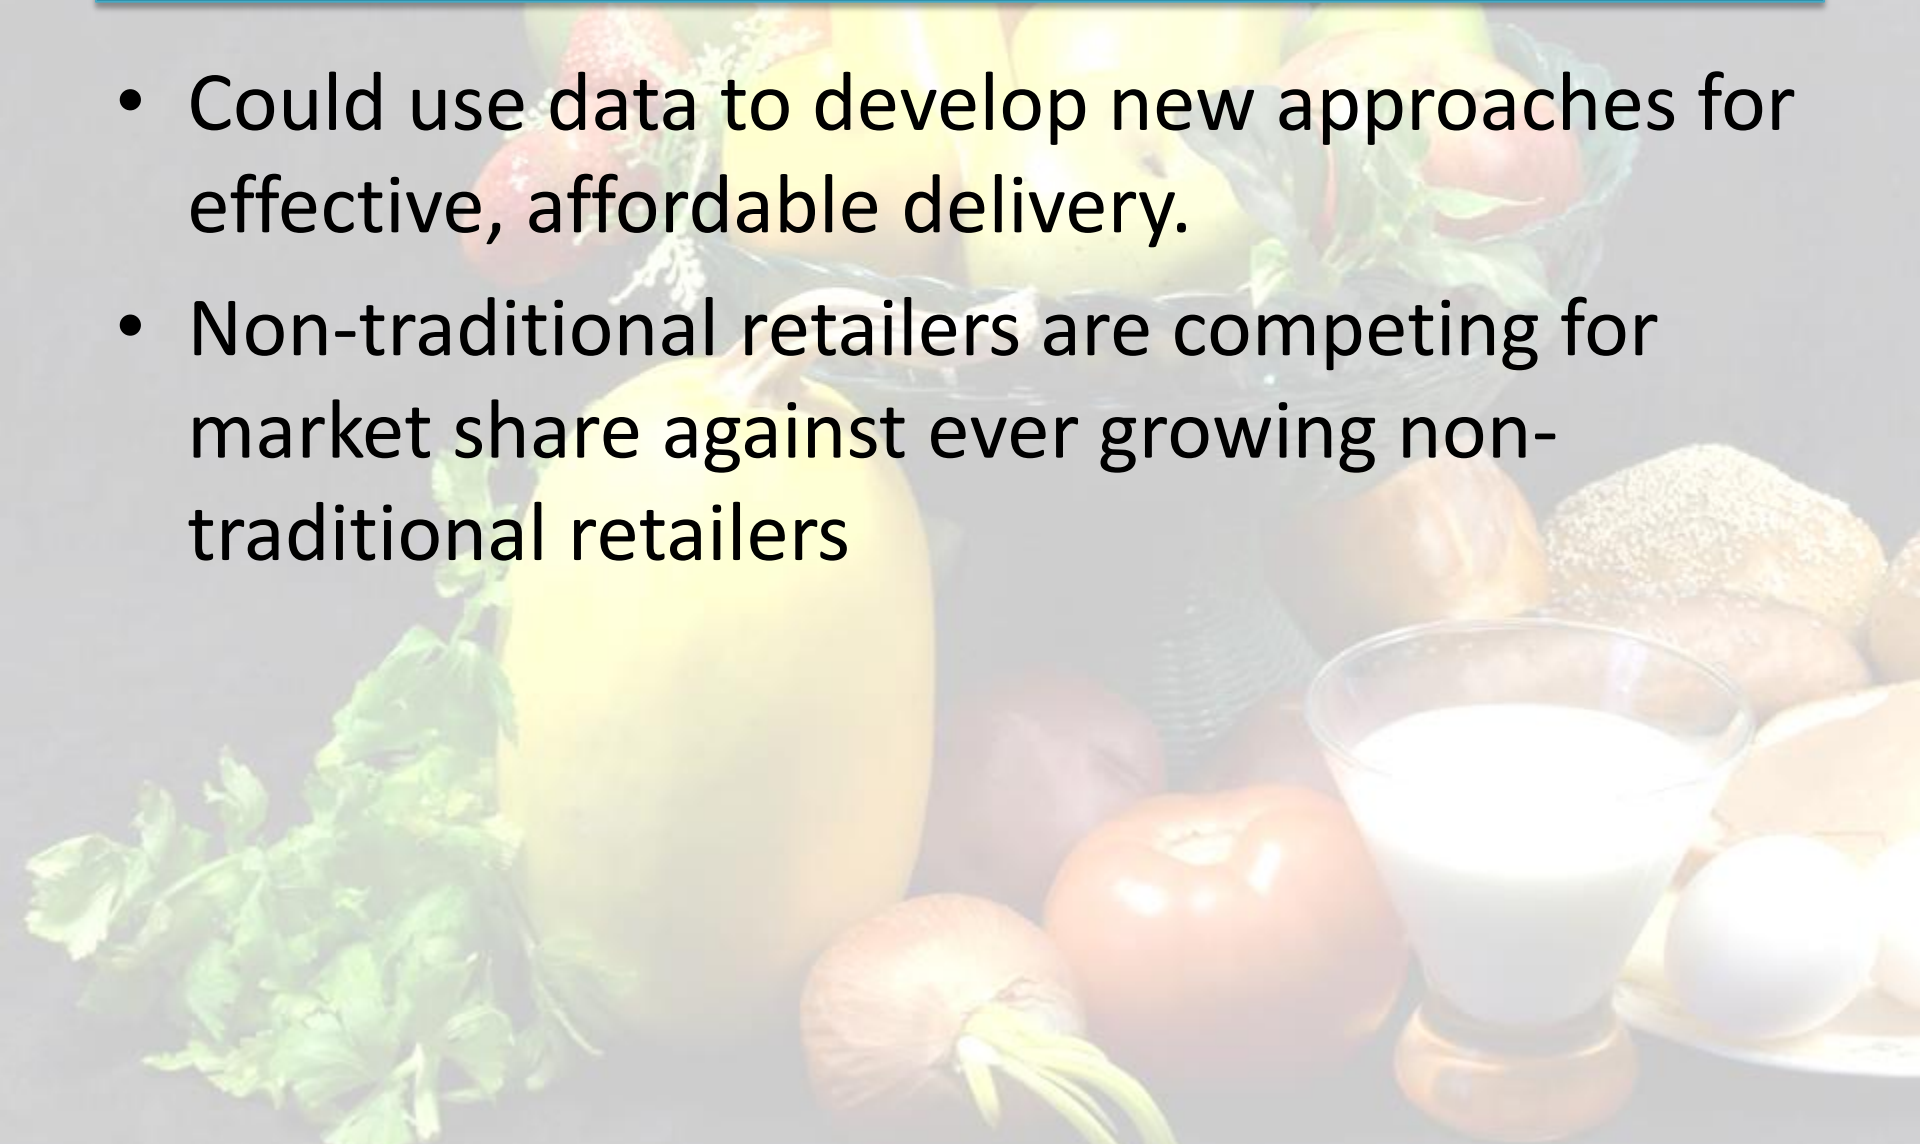 • Could use data to develop new approaches for
effective, affordable delivery.
• Non-traditional retailers are competing for
market share against ever growing non-
traditional retailers